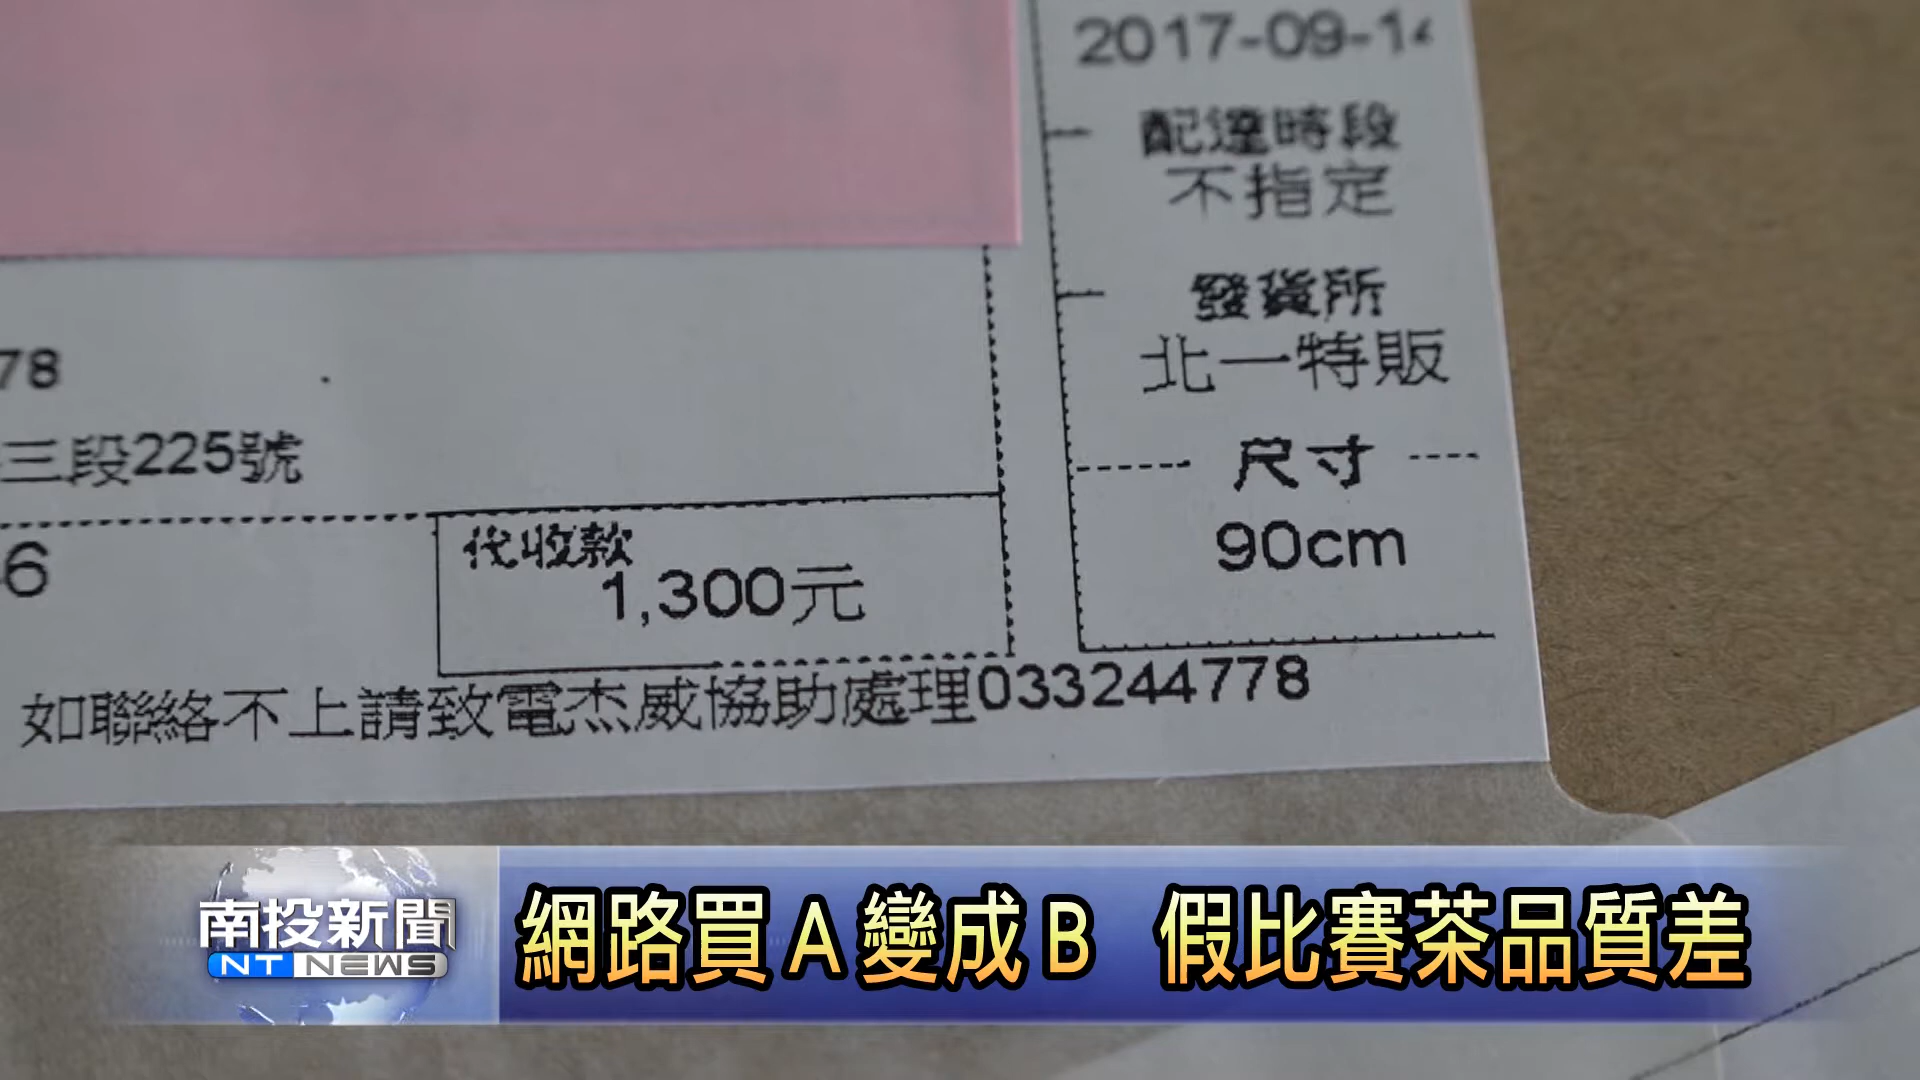 2017-09-14
配達時段
不指定
發貨所
北一特販
尺寸
90cm
78
三段225號
6
代收款
1,300元
如聯絡不上請致電杰威協助處理033244778
南投新聞
NT NEWS
網路買A變成B 假比賽茶品質差